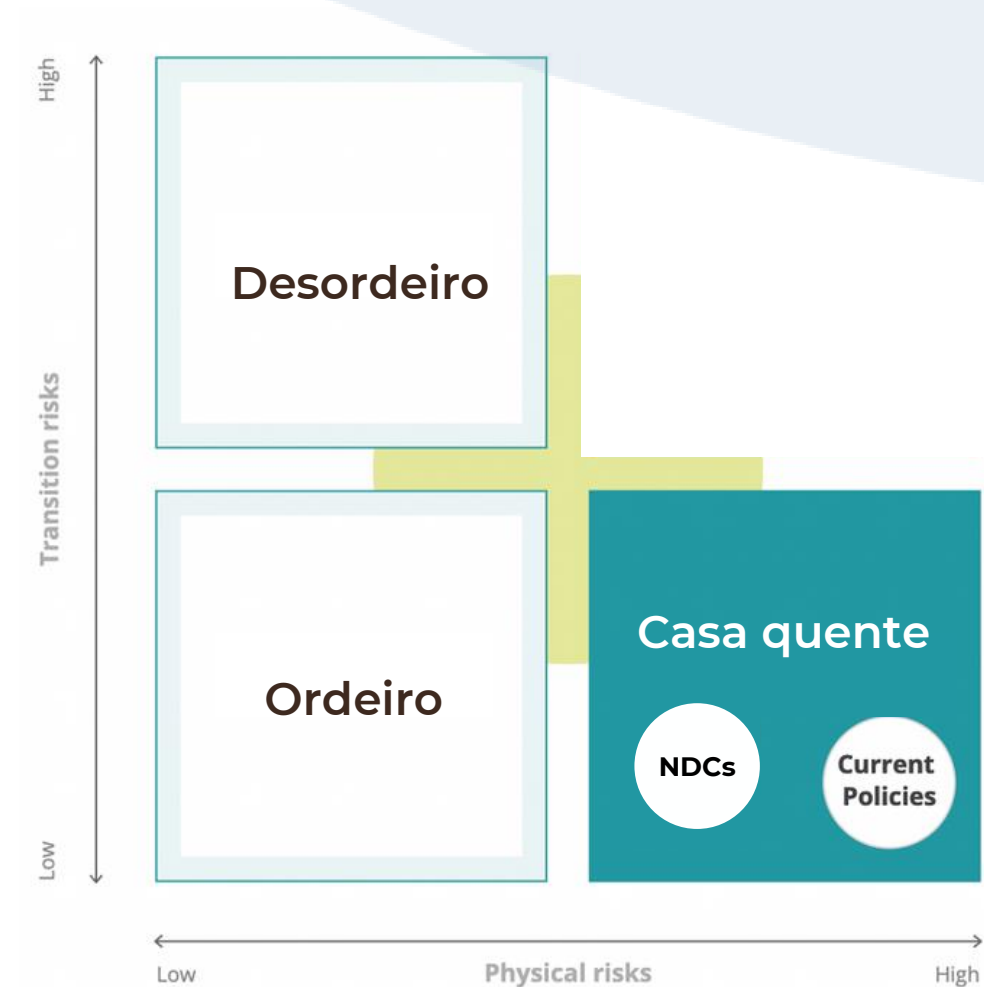 High
Transition risks
Low
Desordeiro
Ordeiro
Casa quente
NDCs
Current
Policies
Low
Physical risks
High